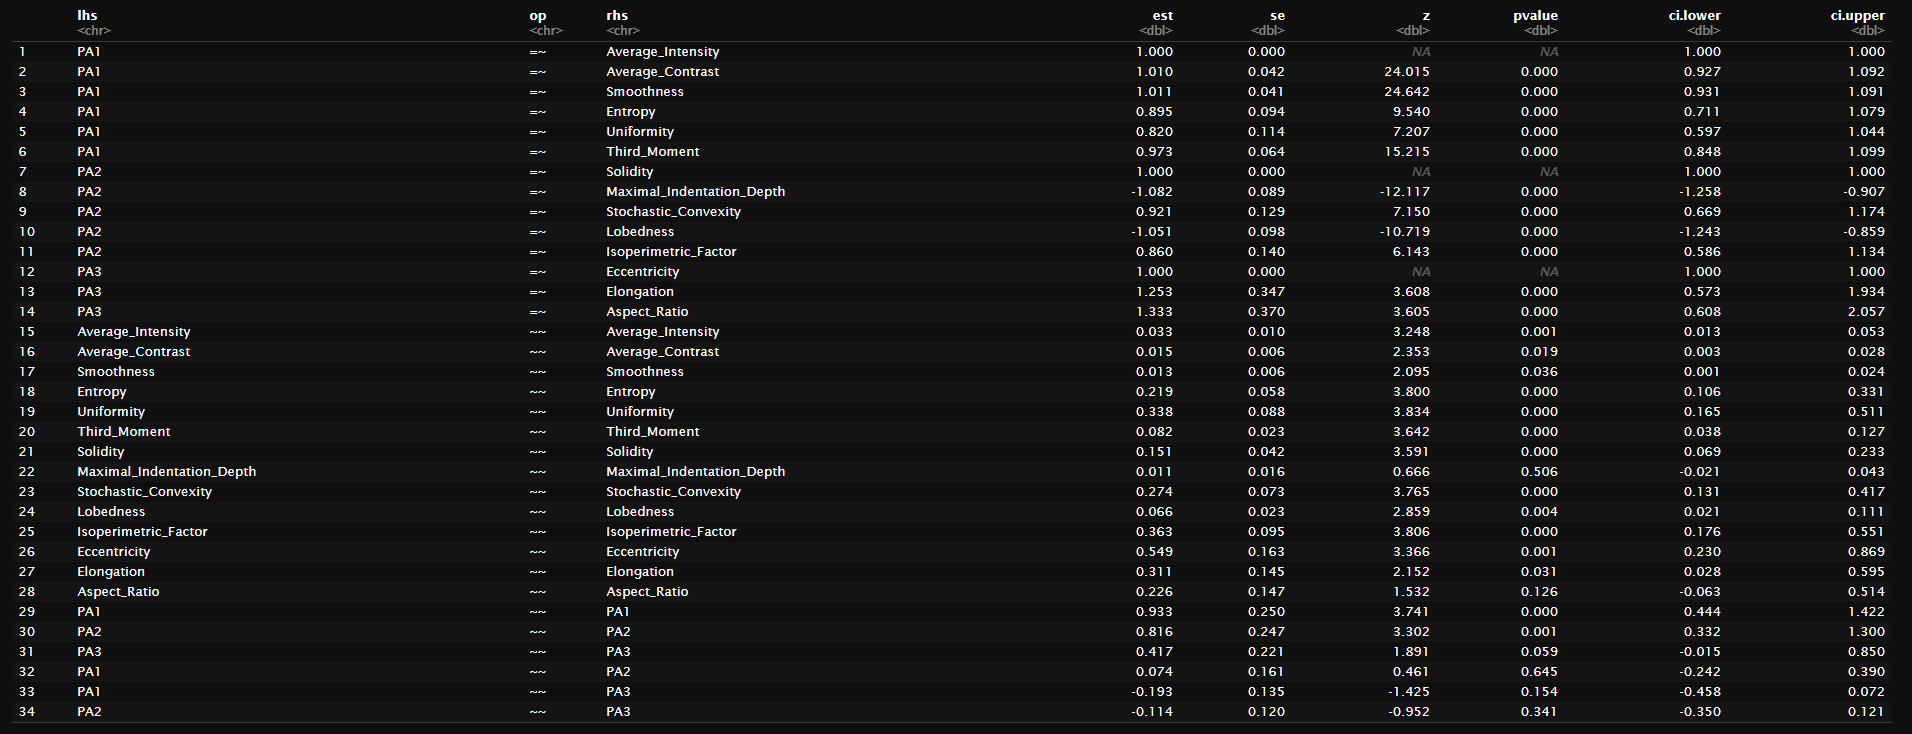 lhs op rhs est se z pvalue ci.lower ci.upper
<chr> <chr> <chr> <dbl> <dbl> <dbl> <dbl> <dbl> <dbl>
1 PA1 =~ Average_Intensity 1.000 0.000 NA NA 1.000 1.000
2 PA1 =~ Average_Contrast 1.010 0.042 24.015 0.000 0.927 1.092
3 PA1 =~ Smoothness 1.011 0.041 24.642 0.000 0.931 1.091
4 PA1 =~ Entropy 0.895 0.094 9.540 0.000 0.711 1.079
5 PA1 =~ Uniformity 0.820 0.114 7.207 0.000 0.597 1.044
6 PA1 =~ Third_Moment 0.973 0.064 15.215 0.000 0.848 1.099
7 PA2 =~ Solidity 1.000 0.000 NA NA 1.000 1.000
8 PA2 =~ Maximal_Indentation_Depth -1.082 0.089 -12.117 0.000 -1.258 -0.907
9 PA2 =~ Stochastic_Convexity 0.921 0.129 7.150 0.000 0.669 1.174
10 PA2 =~ Lobedness -1.051 0.098 -10.719 0.000 -1.243 -0.859
11 PA2 =~ Isoperimetric_Factor 0.860 0.140 6.143 0.000 0.586 1.134
12 PA3 =~ Eccentricity 1.000 0.000 NA NA 1.000 1.000
13 PA3 =~ Elongation 1.253 0.347 3.608 0.000 0.573 1.934
14 PA3 =~ Aspect_Ratio 1.333 0.370 3.605 0.000 0.608 2.057
15 Average_Intensity ~~ Average_Intensity 0.033 0.010 3.248 0.001 0.013 0.053
16 Average_Contrast ~~ Average_Contrast 0.015 0.006 2.353 0.019 0.003 0.028
17 Smoothness ~~ Smoothness 0.013 0.006 2.095 0.036 0.001 0.024
18 Entropy ~~ Entropy 0.219 0.058 3.800 0.000 0.106 0.331
19 Uniformity ~~ Uniformity 0.338 0.088 3.834 0.000 0.165 0.511
20 Third_Moment ~~ Third_Moment 0.082 0.023 3.642 0.000 0.038 0.127
21 Solidity ~~ Solidity 0.151 0.042 3.591 0.000 0.069 0.233
22 Maximal_Indentation_Depth ~~ Maximal_Indentation_Depth 0.011 0.016 0.666 0.506 -0.021 0.043
23 Stochastic_Convexity ~~ Stochastic_Convexity 0.274 0.073 3.765 0.000 0.131 0.417
24 Lobedness ~~ Lobedness 0.066 0.023 2.859 0.004 0.021 0.111
25 Isoperimetric_Factor ~~ Isoperimetric_Factor 0.363 0.095 3.806 0.000 0.176 0.551
26 Eccentricity ~~ Eccentricity 0.549 0.163 3.366 0.001 0.230 0.869
27 Elongation ~~ Elongation 0.311 0.145 2.152 0.031 0.028 0.595
28 Aspect_Ratio ~~ Aspect_Ratio 0.226 0.147 1.532 0.126 -0.063 0.514
29 PA1 ~~ PA1 0.933 0.250 3.741 0.000 0.444 1.422
30 PA2 ~~ PA2 0.816 0.247 3.302 0.001 0.332 1.300
31 PA3 ~~ PA3 0.417 0.221 1.891 0.059 -0.015 0.850
32 PA1 ~~ PA2 0.074 0.161 0.461 0.645 -0.242 0.390
33 PA1 ~~ PA3 -0.193 0.135 -1.425 0.154 -0.458 0.072
34 PA2 ~~ PA3 -0.114 0.120 -0.952 0.341 -0.350 0.121